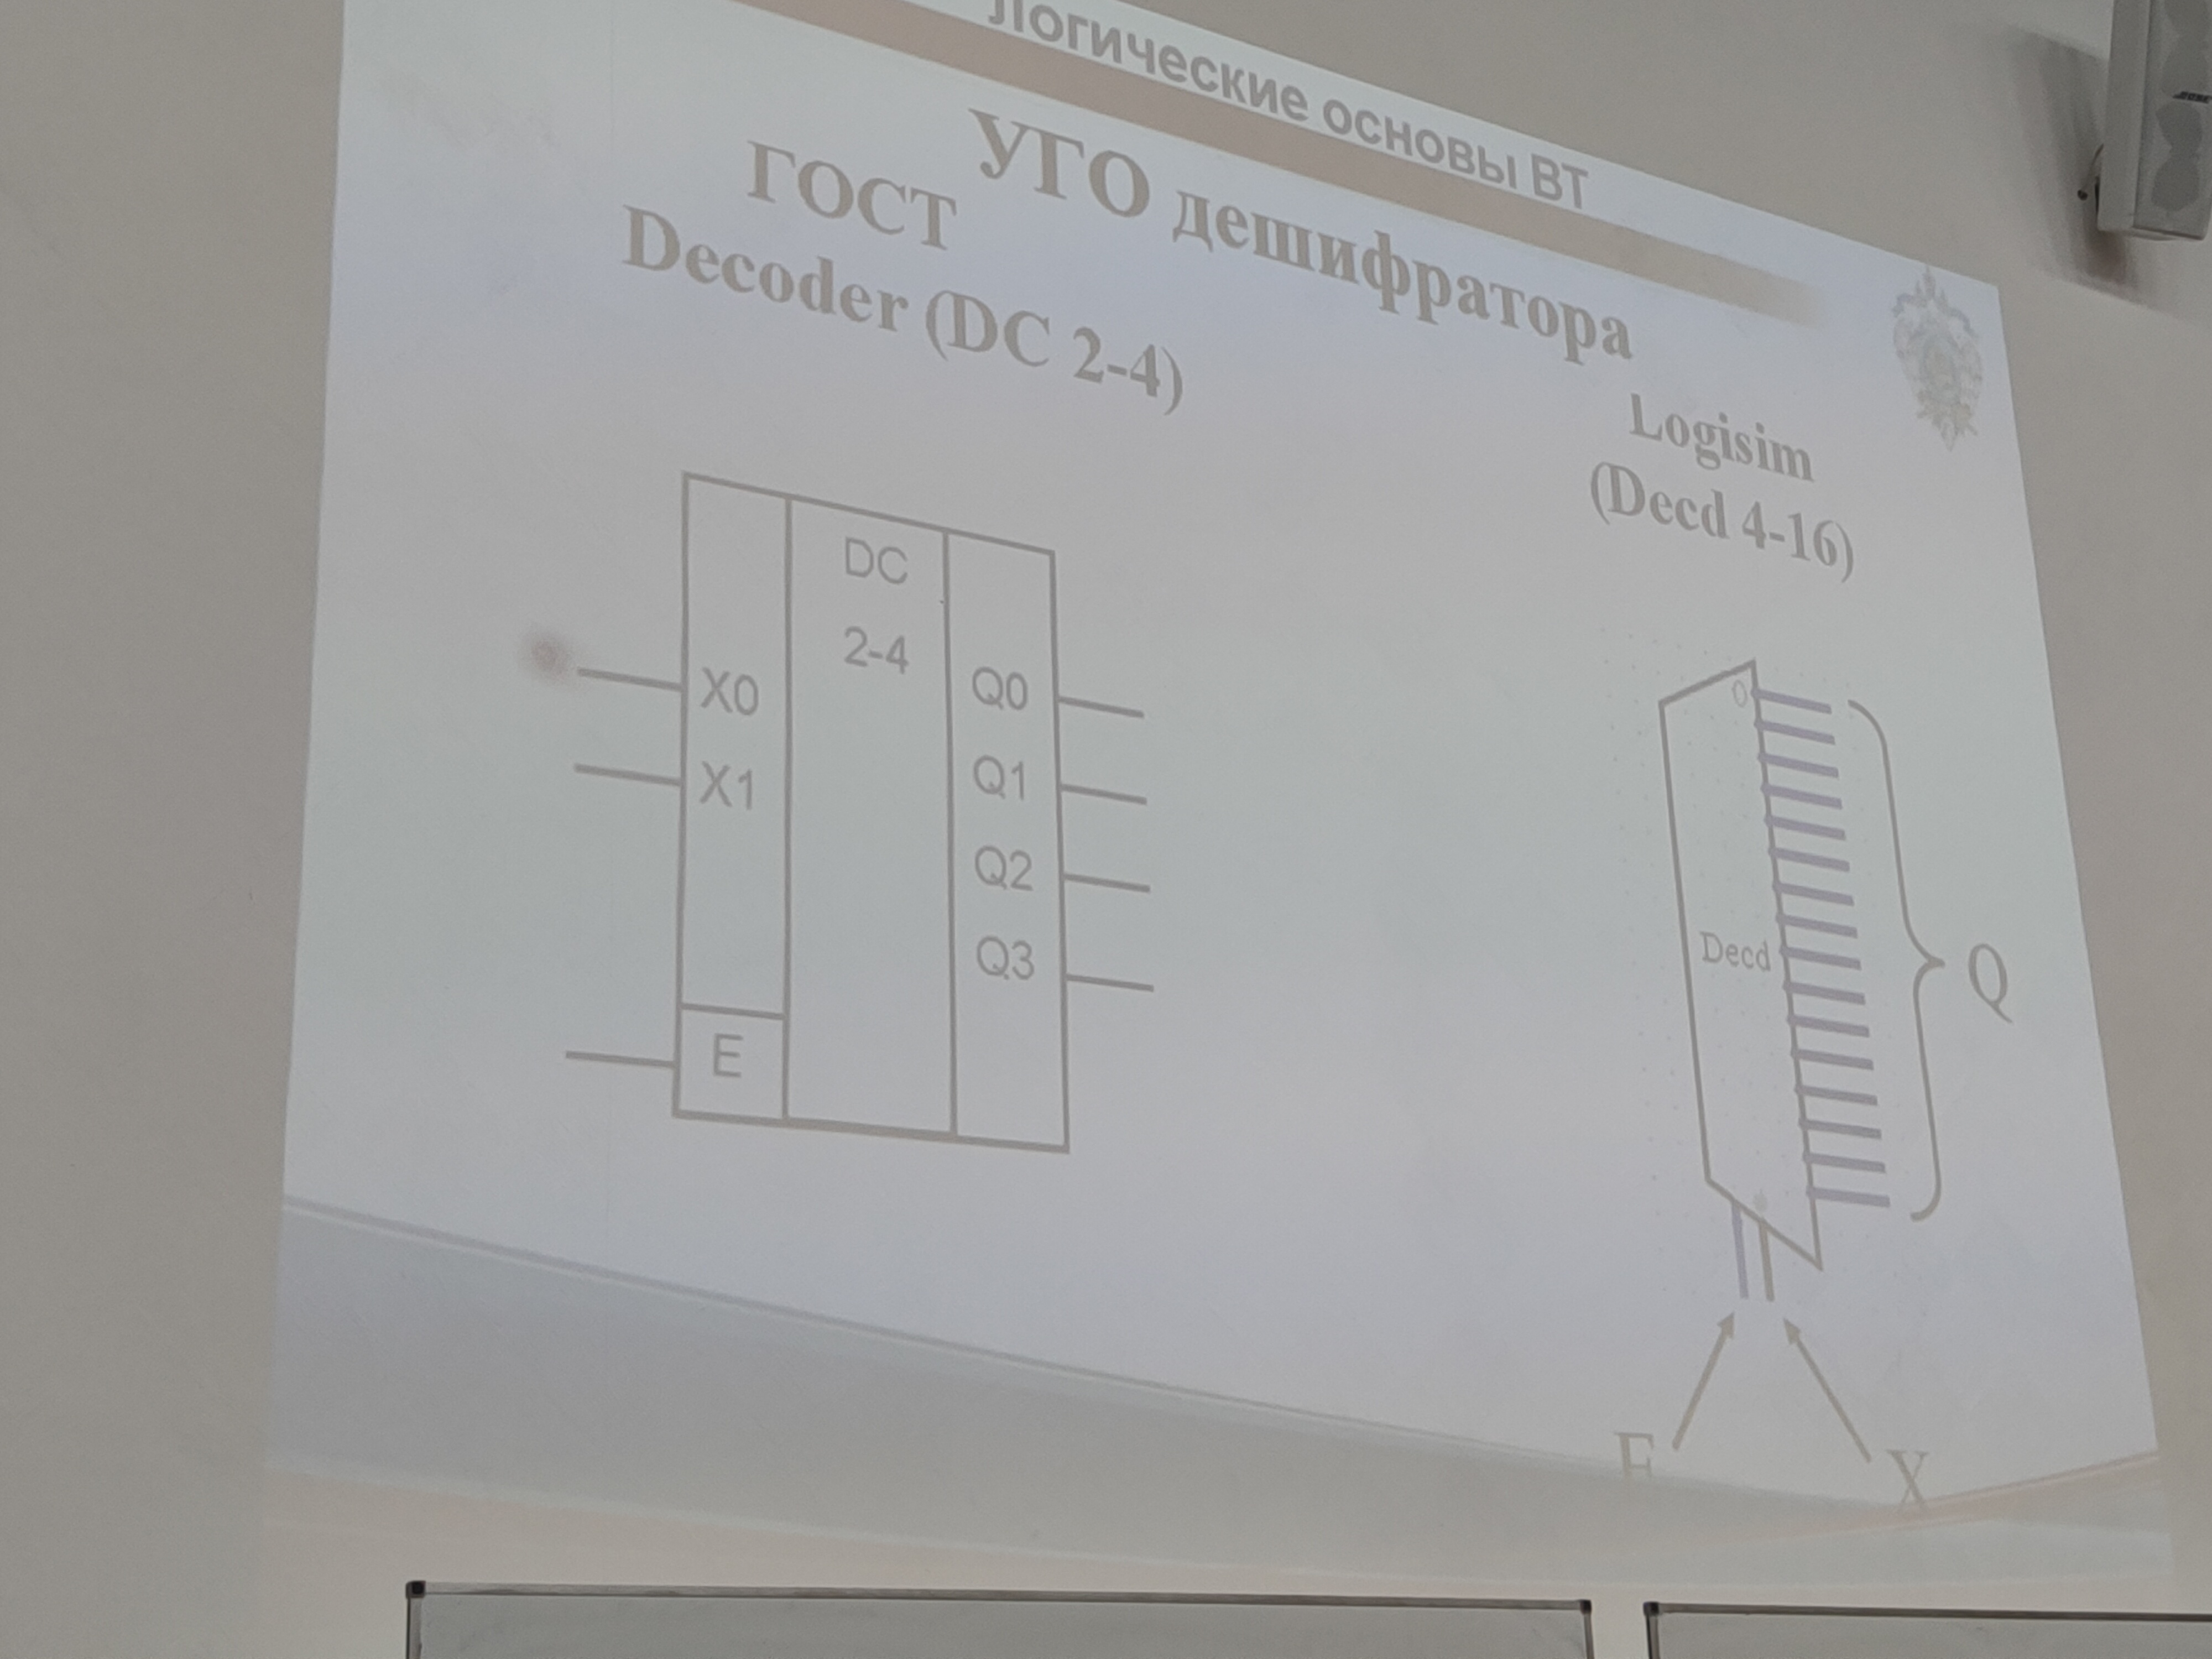 Логические основы ВТ
УГО дешифратора
ГОСТ
Decoder (DC 2-4)
Logisim
(Decd 4-16)
DC
2-4
X0
X1
E
Q0
Q1
Q2
Q3
0
Decd
Q
E
X